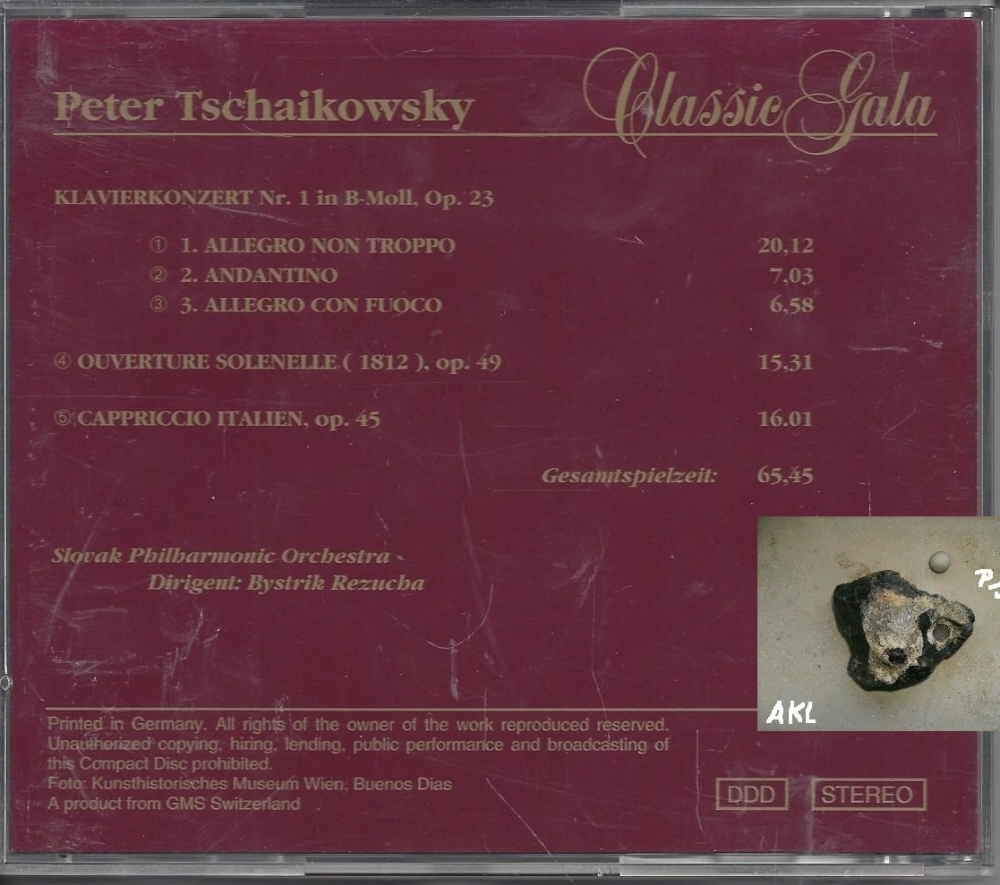 Peter Tschaikowsky Classic Gala
KLAVIERKONZERT Nr. 1 in B-Moll, Op. 23
① 1. ALLEGRO NON TROPPO 20,12
② 2. ANDANTINO 7,03
③ 3. ALLEGRO CON FUOCO 6,58
④ OUVERTURE SOLENELLE ( 1812 ), op. 49 15,31
⑤ CAPPRICCIO ITALIEN, op. 45 16.01
Gesamtspielzeit: 65,45
Slovak Philharmonic Orchestra
Dirigent: Bystrik Rezucha
AKL
Printed in Germany. All rights of the owner of the work reproduced reserved.
Unauthorized copying, hiring, lending, public performance and broadcasting of
this Compact Disc prohibited.
Foto: Kunsthistorisches Museum Wien, Buenos Dias
A product from GMS Switzerland
DDD STEREO